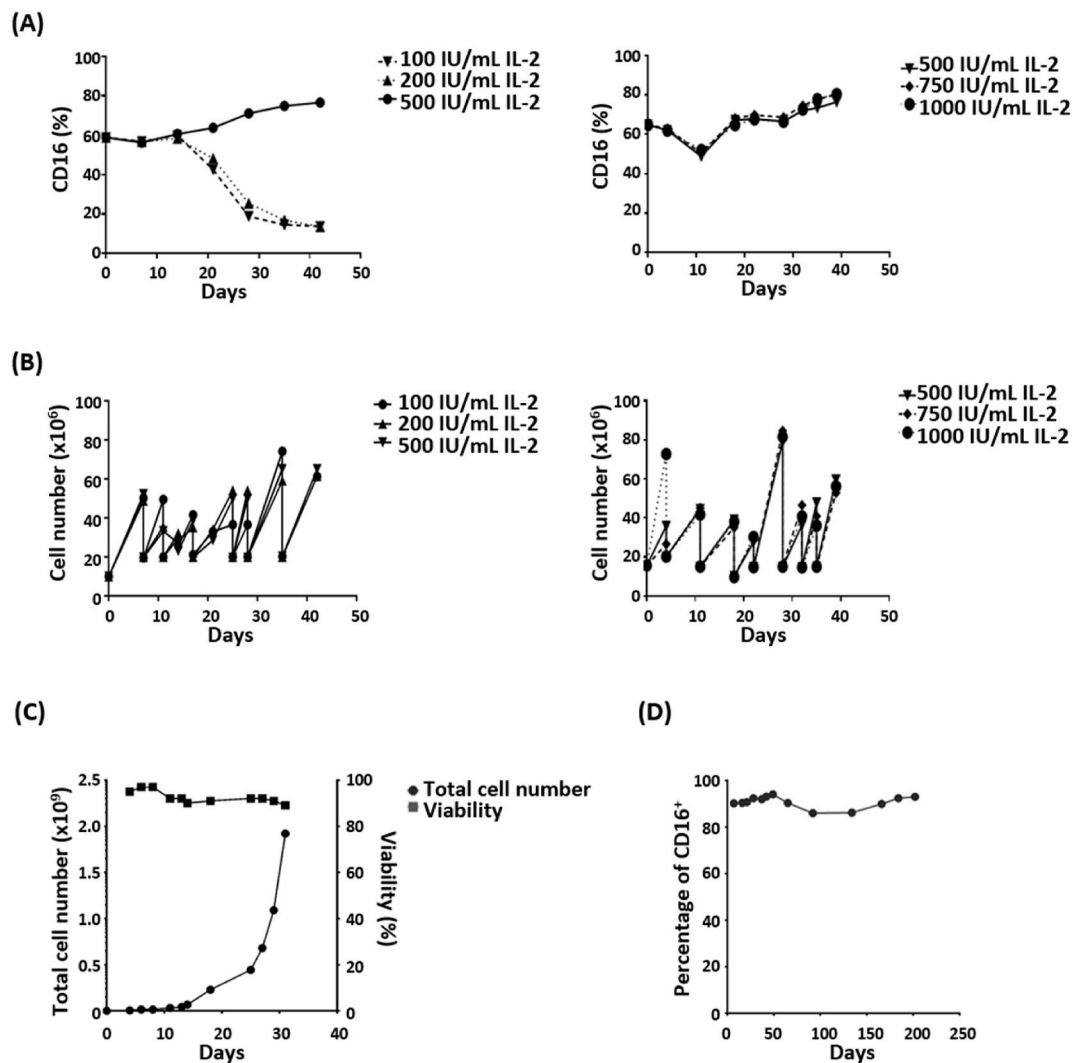 (A)
CD16 (%)
100
80
60
40
20
0
0 10 20 30 40 50
Days
100 IU/mL IL-2
200 IU/mL IL-2
500 IU/mL IL-2
CD16 (%)
100
80
60
40
20
0
0 10 20 30 40 50
Days
500 IU/mL IL-2
750 IU/mL IL-2
1000 IU/mL IL-2
(B)
Cell number (x10⁶)
100
80
60
40
20
0
0 10 20 30 40 50
Days
100 IU/mL IL-2
200 IU/mL IL-2
500 IU/mL IL-2
Cell number (x10⁶)
100
80
60
40
20
0
0 10 20 30 40 50
Days
500 IU/mL IL-2
750 IU/mL IL-2
1000 IU/mL IL-2
(C)
Total cell number (x10⁹)
2.5
2.0
1.5
1.0
0.5
0
0 10 20 30 40
Days
100
80
60
40
20
0
Viability (%)
Total cell number
Viability
(D)
Percentage of CD16⁺
100
80
60
40
20
0
0 50 100 150 200 250
Days